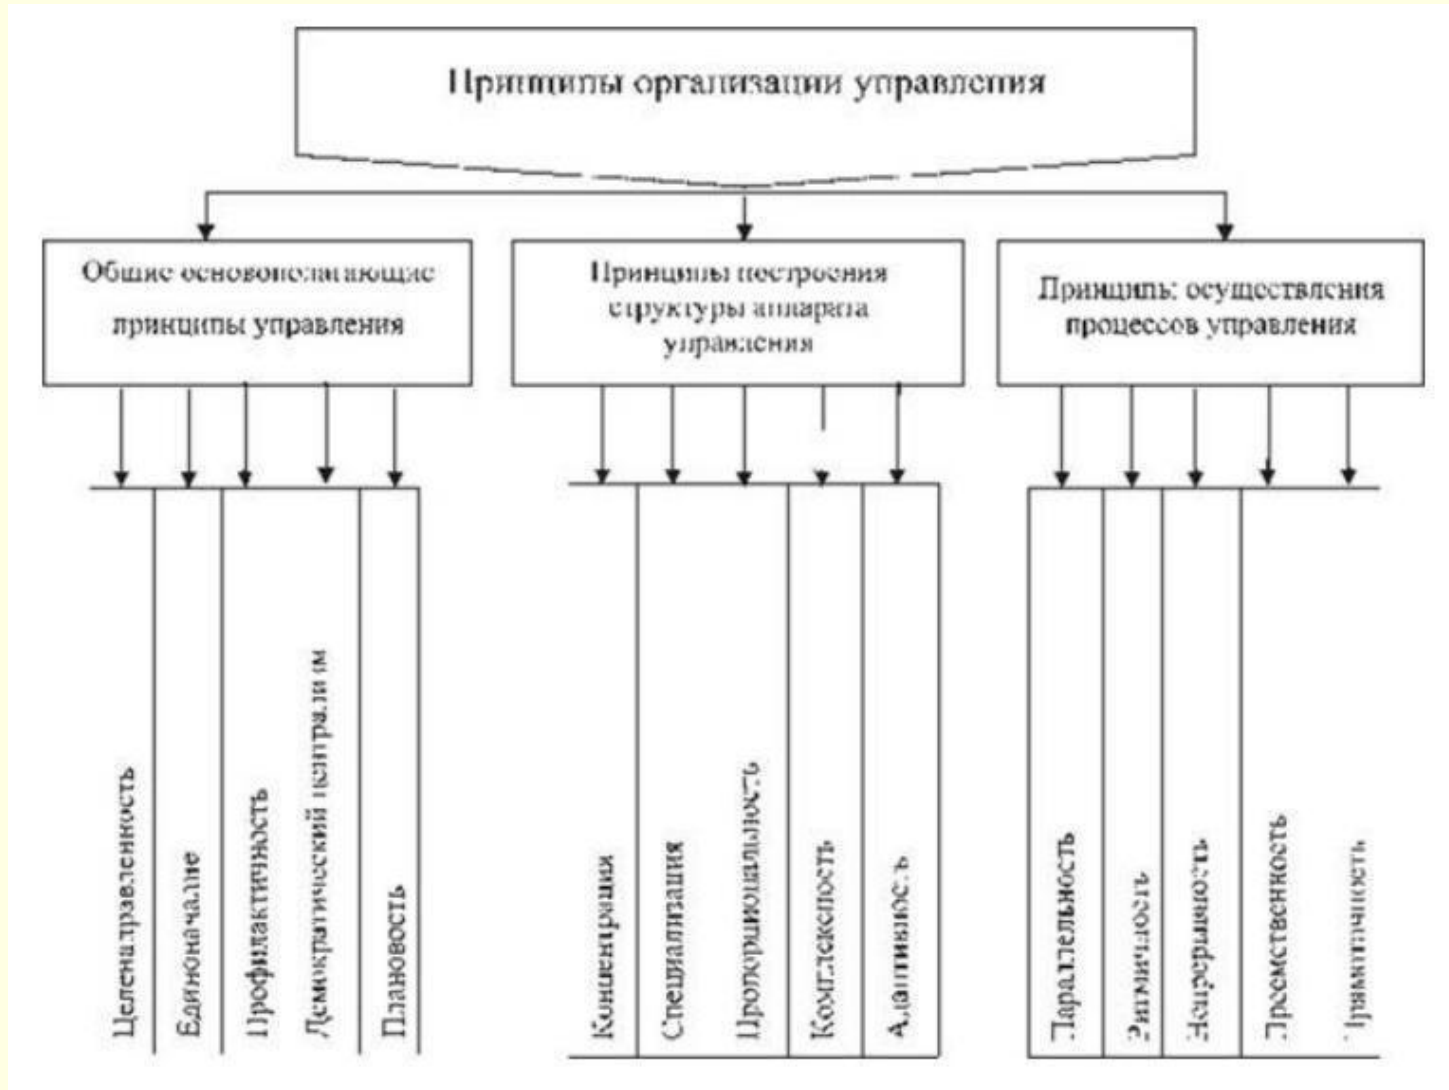 Принципы организации управления
Общие основополагающие
принципы управления
Принципы построения
структуры аппарата
управления
Принципы осуществления
процессов управления
Целенаправленность
Единоначалие
Профилактичность
Демократический централизм
Плановость
Концентрация
Специализация
Пропорциональность
Комплексность
Адаптивность
Параллельность
Ритмичность
Непрерывность
Преемственность
Прямоточность